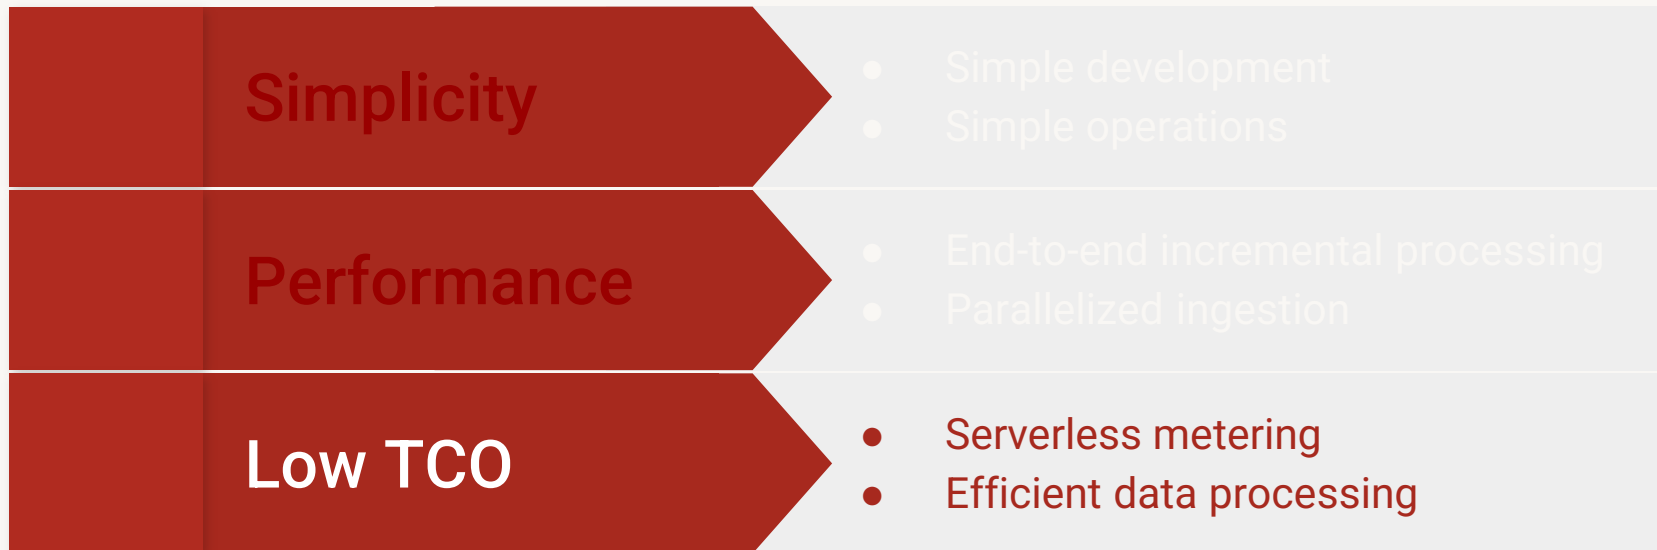 Simplicity
● Simple development
● Simple operations
Performance
● End-to-end incremental processing
● Parallelized ingestion
Low TCO
● Serverless metering
● Efficient data processing